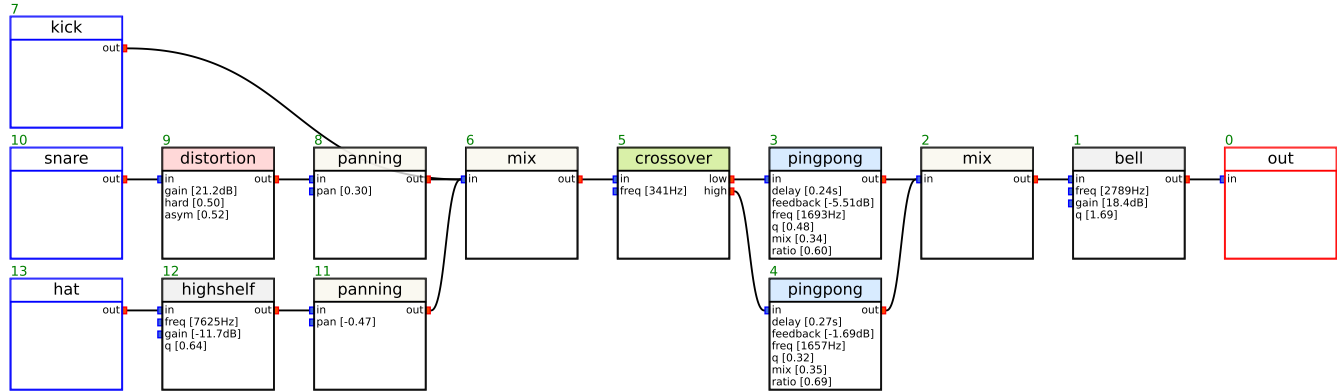 7
kick
out
10
snare
out
9
distortion
in out
gain [21.2dB]
hard [0.50]
asym [0.52]
8
panning
in out
pan [0.30]
6
mix
in out
5
crossover
in low
freq [341Hz] high
3
pingpong
in out
delay [0.24s]
feedback [-5.51dB]
freq [1693Hz]
q [0.48]
mix [0.34]
ratio [0.60]
2
mix
in out
1
bell
in out
freq [2789Hz]
gain [18.4dB]
q [1.69]
0
out
in
13
hat
out
12
highshelf
in out
freq [7625Hz]
gain [-11.7dB]
q [0.64]
11
panning
in out
pan [-0.47]
4
pingpong
in out
delay [0.27s]
feedback [-1.69dB]
freq [1657Hz]
q [0.32]
mix [0.35]
ratio [0.69]